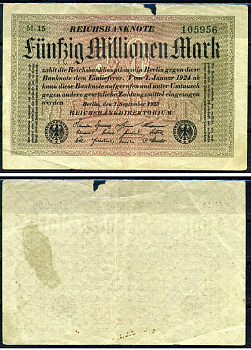 M·15 REICHSBANKNOTE 105956
Fünfzig Millionen Mark
zahlt die Reichsbankhauptkasse in Berlin gegen diese
Banknote dem Einlieferer. Vom 1. Januar 1924 ab
kann diese Banknote aufgerufen und unter Umtausch
gegen andere gesetzliche Zahlungsmittel eingezogen
werden
Berlin, den 1. September 1923
REICHSBANKDIREKTORIUM